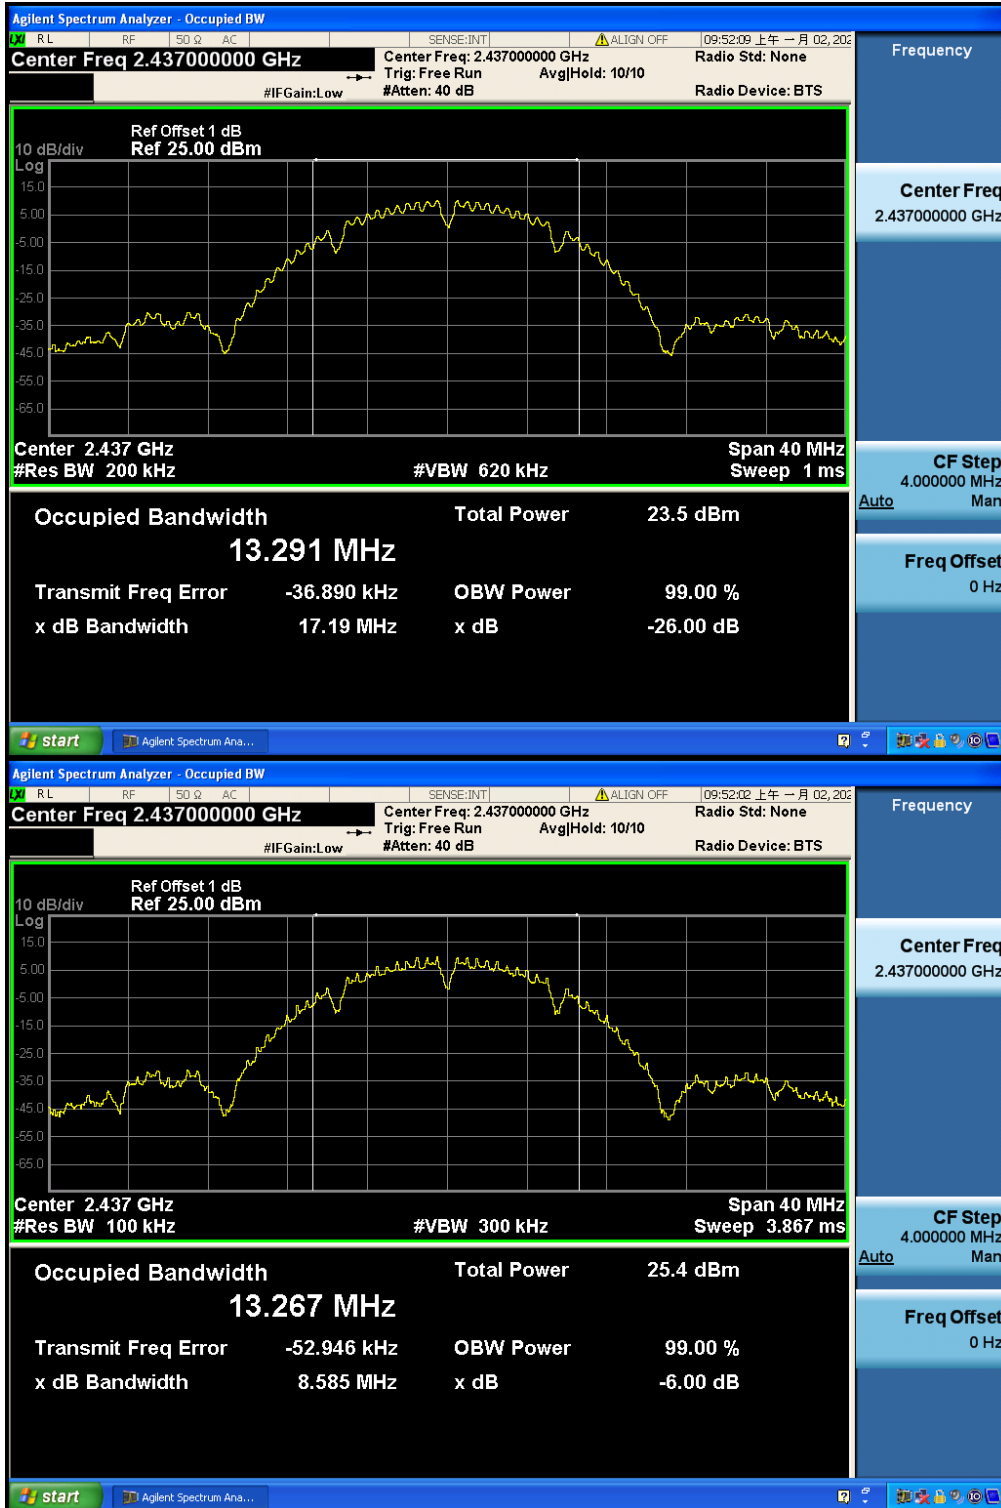 Agilent Spectrum Analyzer - Occupied BW
LXI RL RF 50 Ω AC SENSE:INT ALIGN OFF 09:52:09 上午 一月 02, 202
Center Freq 2.437000000 GHz
Center Freq: 2.437000000 GHz
Radio Std: None
Trig: Free Run Avg|Hold: 10/10
#IFGain:Low #Atten: 40 dB Radio Device: BTS
Frequency
Ref Offset 1 dB
10 dB/div Ref 25.00 dBm
Log
15.0
5.00
-5.00
-15.0
-25.0
-35.0
-45.0
-55.0
-65.0
Center 2.437 GHz Span 40 MHz
#Res BW 200 kHz #VBW 620 kHz Sweep 1 ms
Center Freq
2.437000000 GHz
CF Step
4.000000 MHz
Auto Man
Freq Offset
0 Hz
Occupied Bandwidth Total Power 23.5 dBm
13.291 MHz
Transmit Freq Error -36.890 kHz OBW Power 99.00 %
x dB Bandwidth 17.19 MHz x dB -26.00 dB
start Agilent Spectrum Ana...
Agilent Spectrum Analyzer - Occupied BW
LXI RL RF 50 Ω AC SENSE:INT ALIGN OFF 09:52:02 上午 一月 02, 202
Center Freq 2.437000000 GHz
Center Freq: 2.437000000 GHz
Radio Std: None
Trig: Free Run Avg|Hold: 10/10
#IFGain:Low #Atten: 40 dB Radio Device: BTS
Frequency
Ref Offset 1 dB
10 dB/div Ref 25.00 dBm
Log
15.0
5.00
-5.00
-15.0
-25.0
-35.0
-45.0
-55.0
-65.0
Center 2.437 GHz Span 40 MHz
#Res BW 100 kHz #VBW 300 kHz Sweep 3.867 ms
Center Freq
2.437000000 GHz
CF Step
4.000000 MHz
Auto Man
Freq Offset
0 Hz
Occupied Bandwidth Total Power 25.4 dBm
13.267 MHz
Transmit Freq Error -52.946 kHz OBW Power 99.00 %
x dB Bandwidth 8.585 MHz x dB -6.00 dB
start Agilent Spectrum Ana...